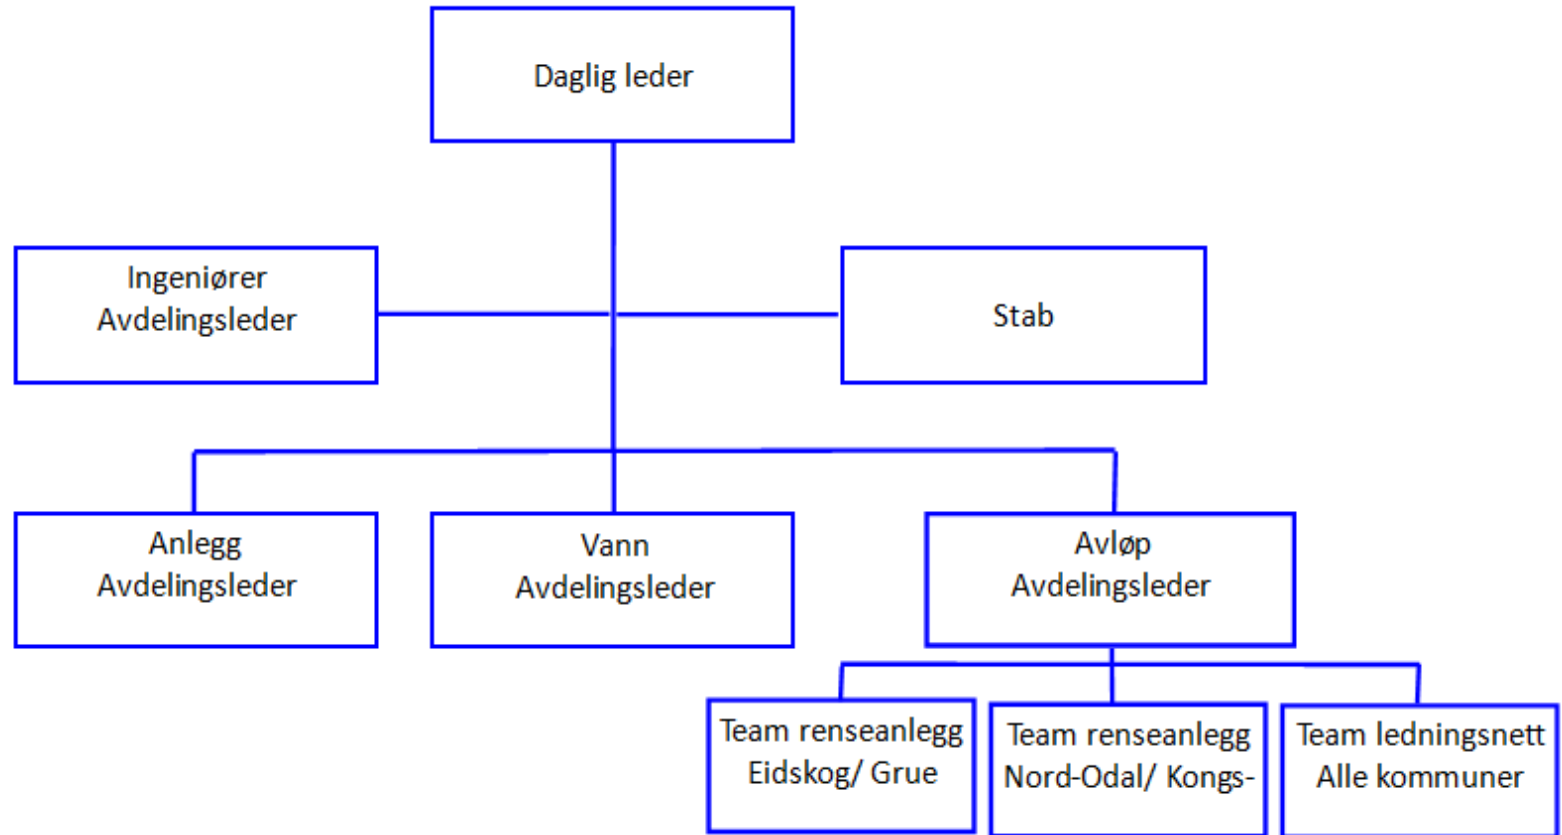 Daglig leder
Ingeniører
Avdelingsleder
Stab
Anlegg
Avdelingsleder
Vann
Avdelingsleder
Avløp
Avdelingsleder
Team renseanlegg
Eidskog/ Grue
Team renseanlegg
Nord-Odal/ Kongs-
Team ledningsnett
Alle kommuner